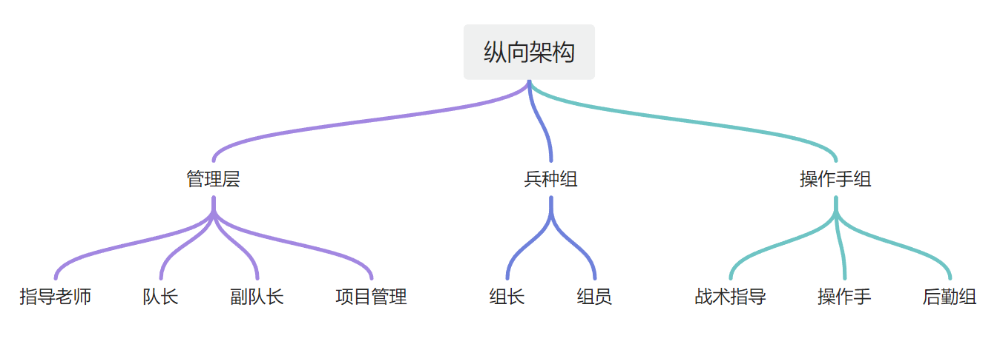 纵向架构
管理层
兵种组
操作手组
指导老师
队长
副队长
项目管理
组长
组员
战术指导
操作手
后勤组